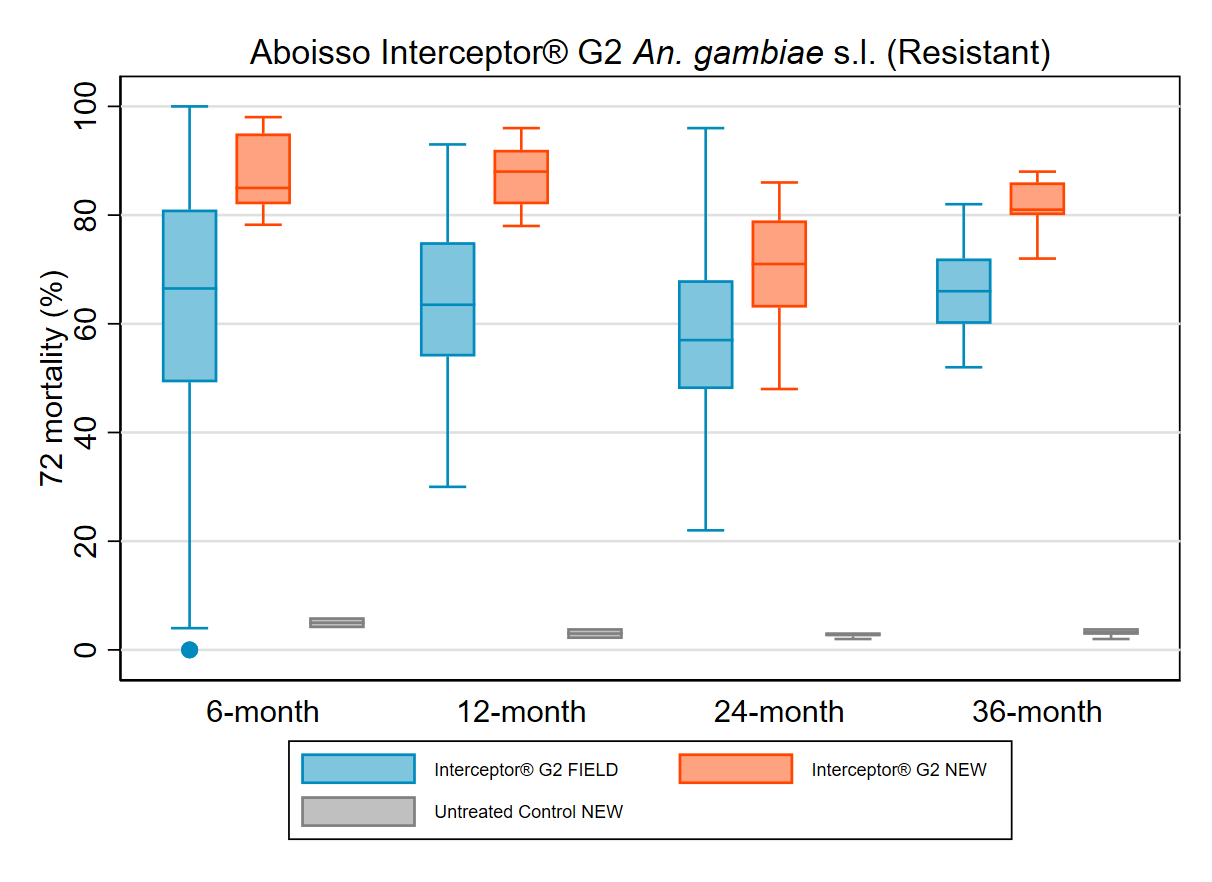 Aboisso Interceptor® G2 An. gambiae s.l. (Resistant)
72 mortality (%)
100
80
60
40
20
0
6-month 12-month 24-month 36-month
Interceptor® G2 FIELD Interceptor® G2 NEW
Untreated Control NEW